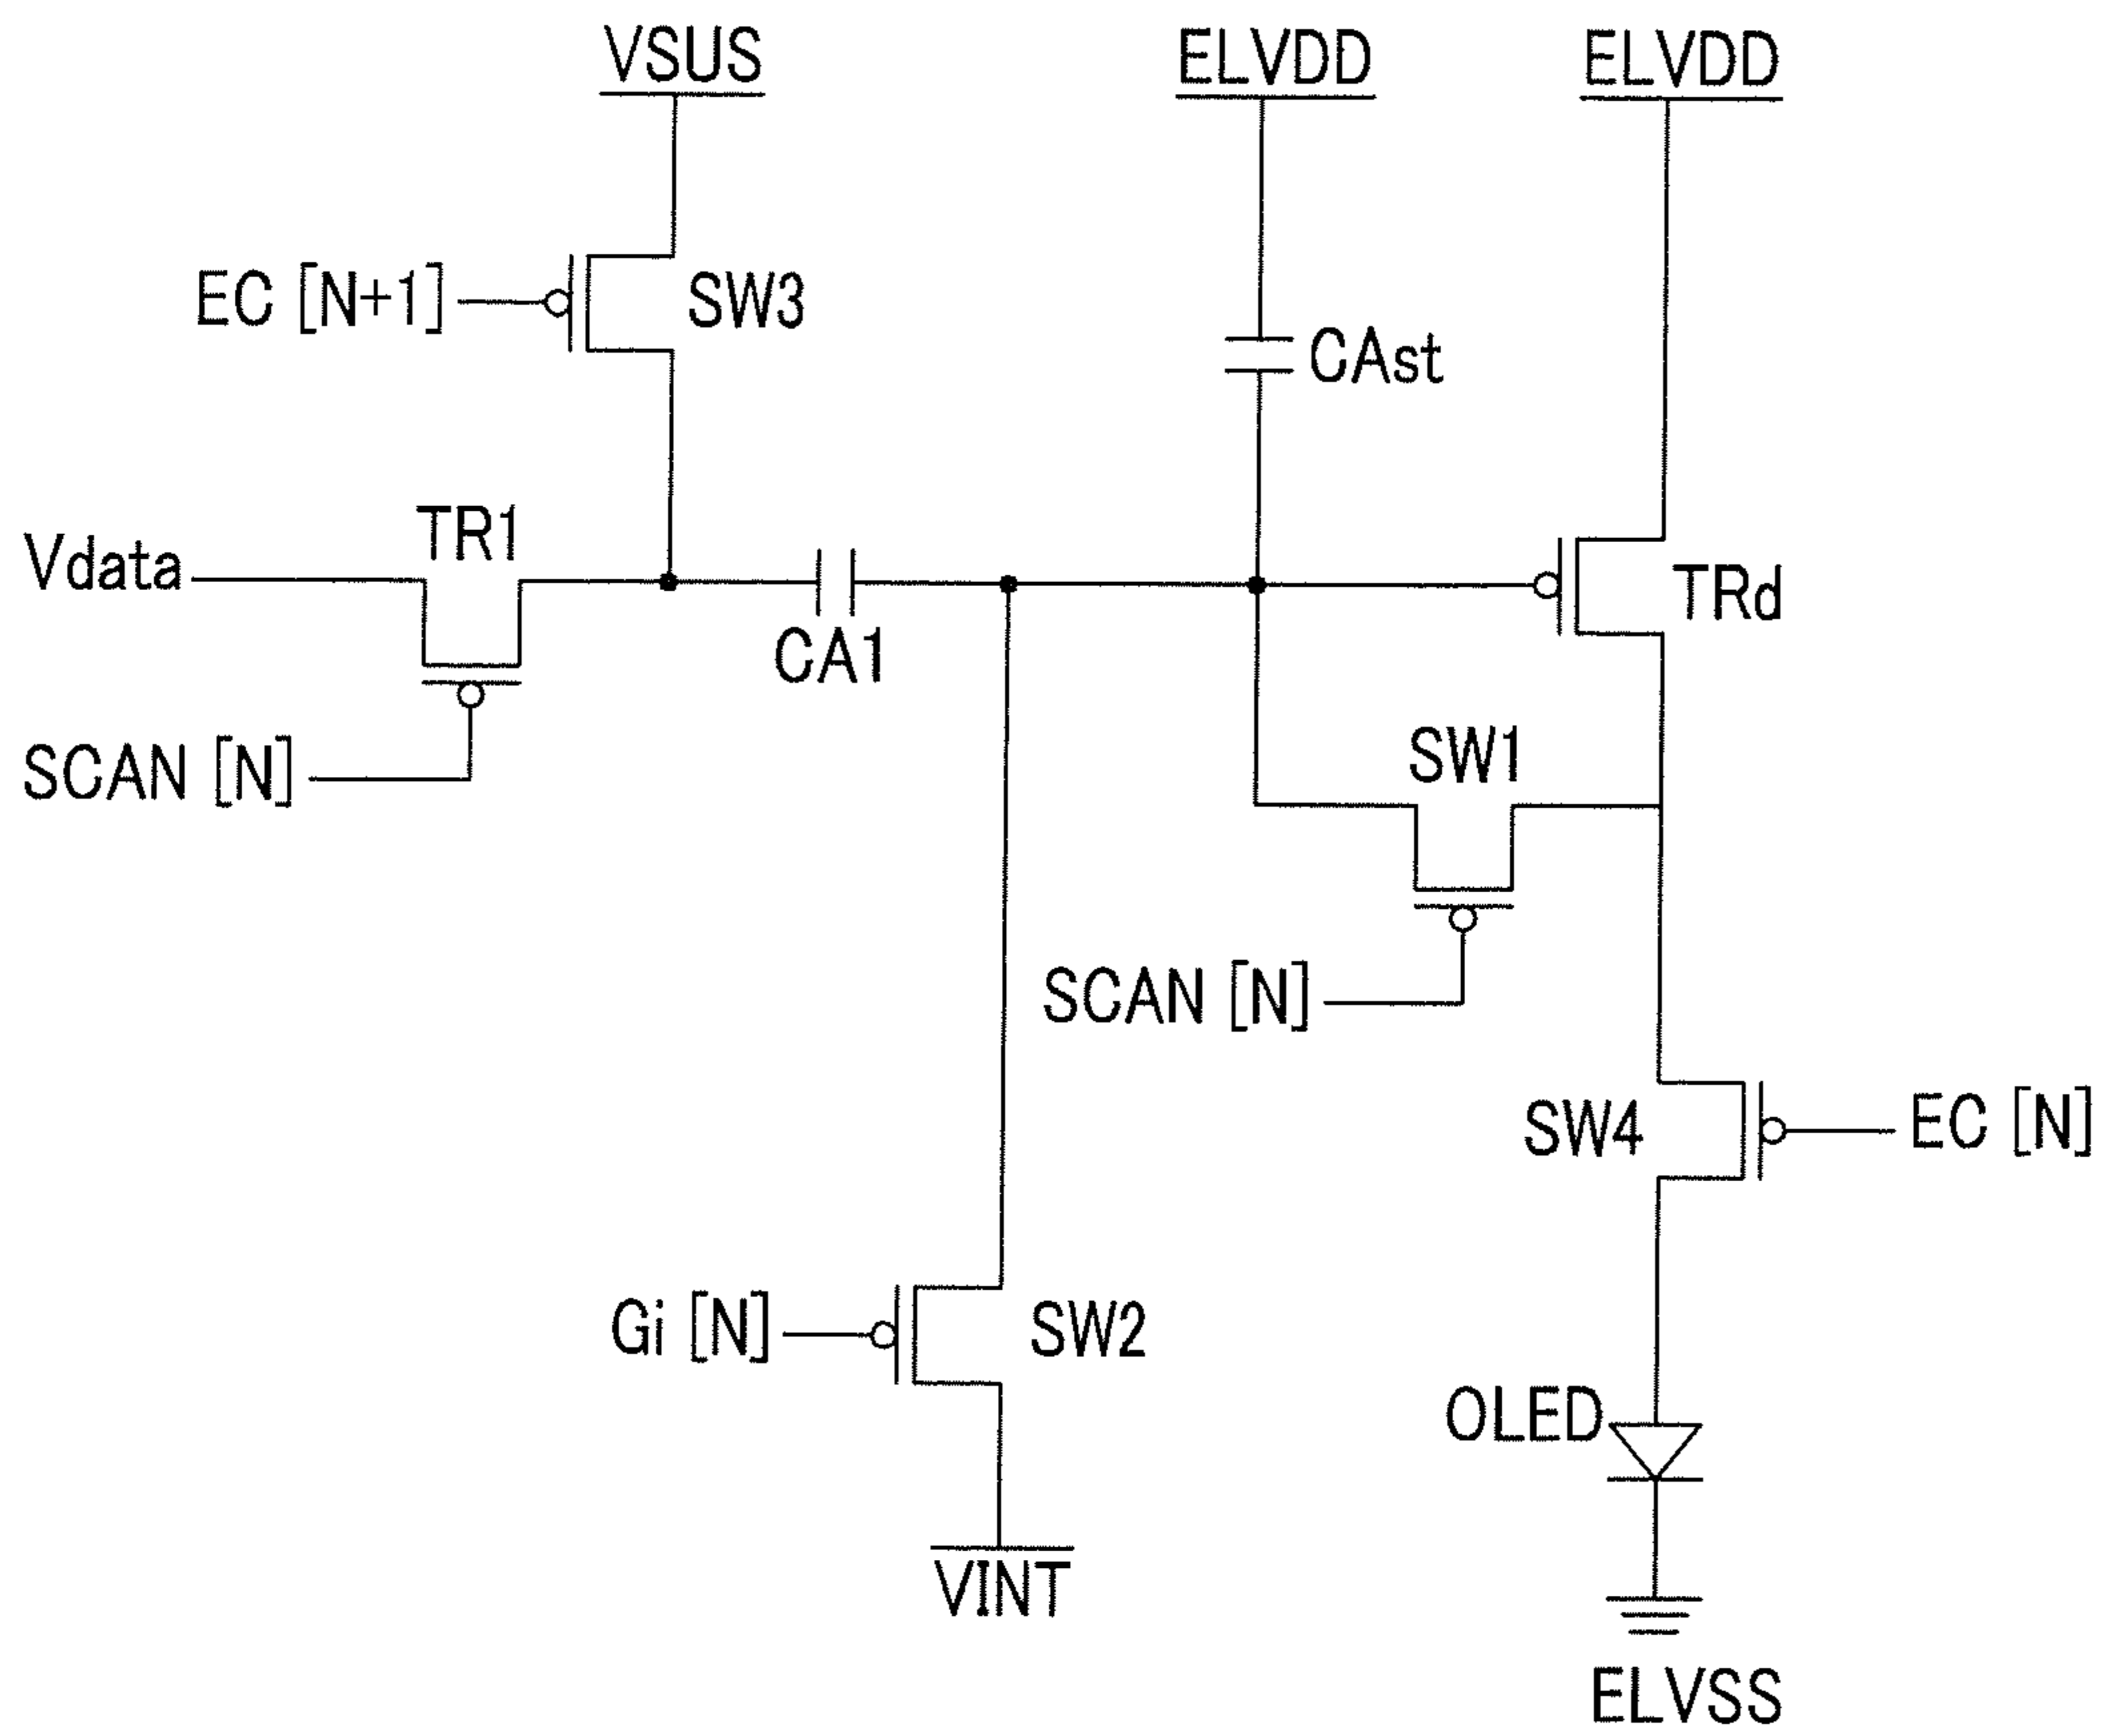 VSUS
ELVDD
ELVDD
EC [N+1]
SW3
CAst
TR1
Vdata
TRd
CA1
SW1
SCAN [N]
SCAN [N]
SW4
EC [N]
Gi [N]
SW2
OLED
VINT
ELVSS